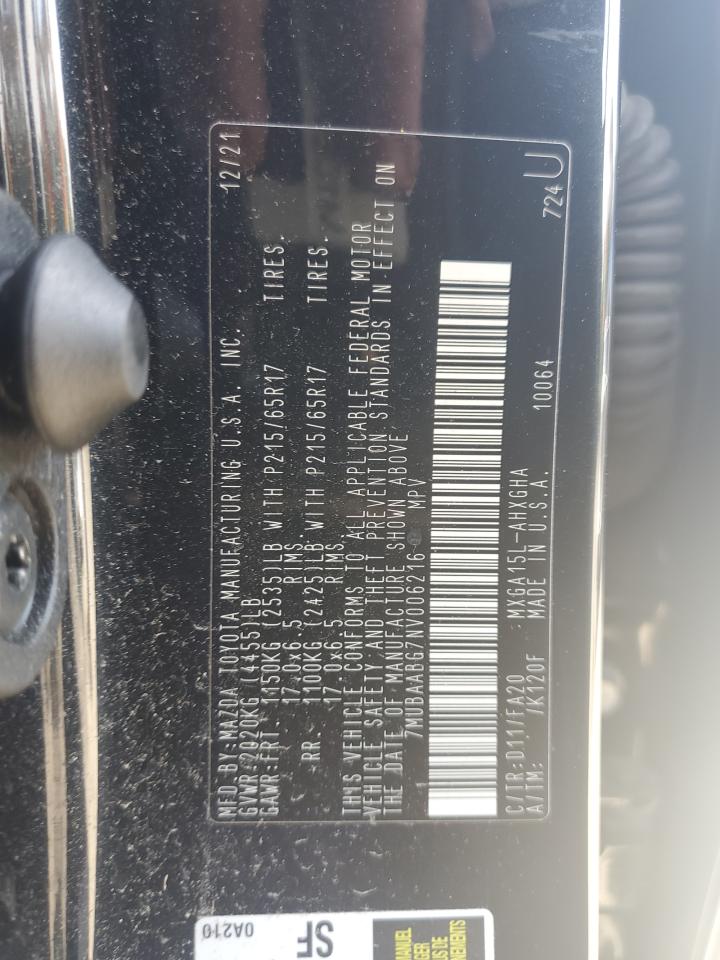 MFD BY:MAZDA TOYOTA MANUFACTURING U.S.A. INC. 12/21
GVWR:2020KG (4455)LB
GAWR:FRT. 1150KG (2535)LB WITH P215/65R17 TIRES.
17.0x6.5 RIMS.
RR. 1100KG (2425)LB WITH P215/65R17 TIRES.
17.0x6.5 RIMS.
THIS VEHICLE CONFORMS TO ALL APPLICABLE FEDERAL MOTOR
VEHICLE SAFETY AND THEFT PREVENTION STANDARDS IN EFFECT ON
THE DATE OF MANUFACTURE SHOWN ABOVE
7MUBAABG7NV006216 MPV
C/TR:D11/FA20 MXGA15L-AHXGHA
A/TM: /K120F MADE IN U.S.A. 10064
724 U
0A210
SF
MANUEL